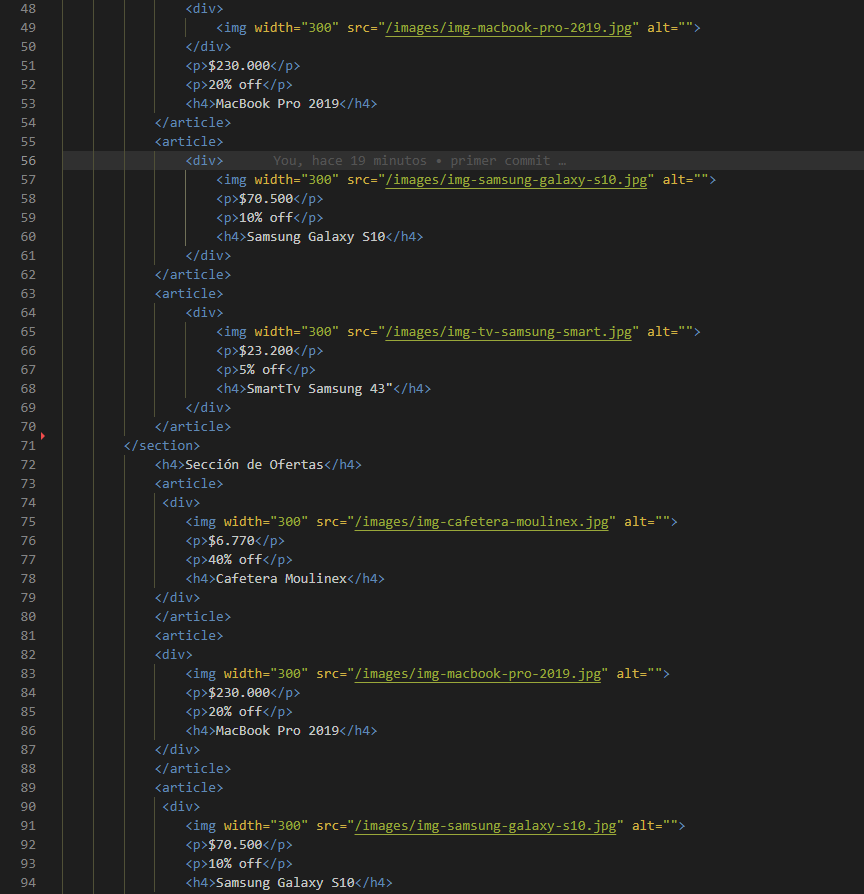 48 <div>
49 <img width="300" src="/images/img-macbook-pro-2019.jpg" alt="">
50 </div>
51 <p>$230.000</p>
52 <p>20% off</p>
53 <h4>MacBook Pro 2019</h4>
54 </article>
55 <article>
56 <div> You, hace 19 minutos • primer commit …
57 <img width="300" src="/images/img-samsung-galaxy-s10.jpg" alt="">
58 <p>$70.500</p>
59 <p>10% off</p>
60 <h4>Samsung Galaxy S10</h4>
61 </div>
62 </article>
63 <article>
64 <div>
65 <img width="300" src="/images/img-tv-samsung-smart.jpg" alt="">
66 <p>$23.200</p>
67 <p>5% off</p>
68 <h4>SmartTv Samsung 43"</h4>
69 </div>
70 </article>
71 </section>
72 <h4>Sección de Ofertas</h4>
73 <article>
74 <div>
75 <img width="300" src="/images/img-cafetera-moulinex.jpg" alt="">
76 <p>$6.770</p>
77 <p>40% off</p>
78 <h4>Cafetera Moulinex</h4>
79 </div>
80 </article>
81 <article>
82 <div>
83 <img width="300" src="/images/img-macbook-pro-2019.jpg" alt="">
84 <p>$230.000</p>
85 <p>20% off</p>
86 <h4>MacBook Pro 2019</h4>
87 </div>
88 </article>
89 <article>
90 <div>
91 <img width="300" src="/images/img-samsung-galaxy-s10.jpg" alt="">
92 <p>$70.500</p>
93 <p>10% off</p>
94 <h4>Samsung Galaxy S10</h4>